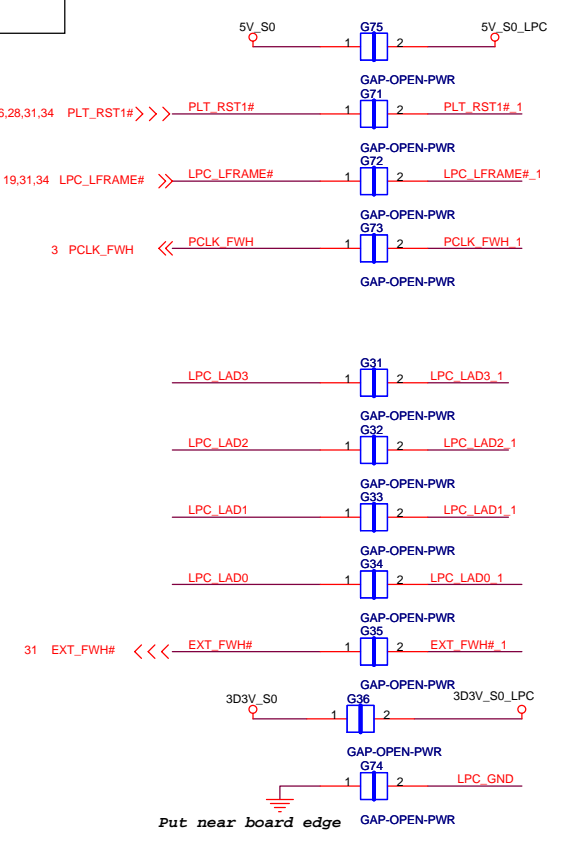 5V_S0 G75 5V_S0_LPC
1 2
GAP-OPEN-PWR
G71
6,28,31,34 PLT_RST1# PLT_RST1# 1 2 PLT_RST1#_1
GAP-OPEN-PWR
G72
19,31,34 LPC_LFRAME# LPC_LFRAME# 1 2 LPC_LFRAME#_1
GAP-OPEN-PWR
G73
3 PCLK_FWH PCLK_FWH 1 2 PCLK_FWH_1
GAP-OPEN-PWR
G31
LPC_LAD3 1 2 LPC_LAD3_1
GAP-OPEN-PWR
G32
LPC_LAD2 1 2 LPC_LAD2_1
GAP-OPEN-PWR
G33
LPC_LAD1 1 2 LPC_LAD1_1
GAP-OPEN-PWR
G34
LPC_LAD0 1 2 LPC_LAD0_1
GAP-OPEN-PWR
G35
31 EXT_FWH# EXT_FWH# 1 2 EXT_FWH#_1
GAP-OPEN-PWR
3D3V_S0 G36 3D3V_S0_LPC
1 2
GAP-OPEN-PWR
G74
1 2 LPC_GND
Put near board edge GAP-OPEN-PWR